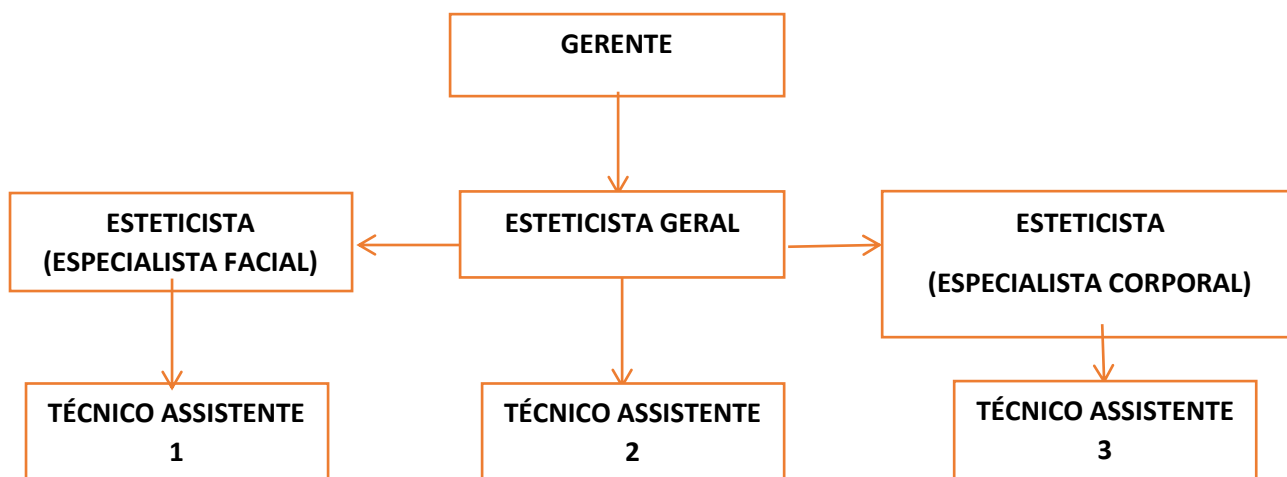 GERENTE
ESTETICISTA
(ESPECIALISTA FACIAL)
ESTETICISTA GERAL
ESTETICISTA
(ESPECIALISTA CORPORAL)
TÉCNICO ASSISTENTE
1
TÉCNICO ASSISTENTE
2
TÉCNICO ASSISTENTE
3